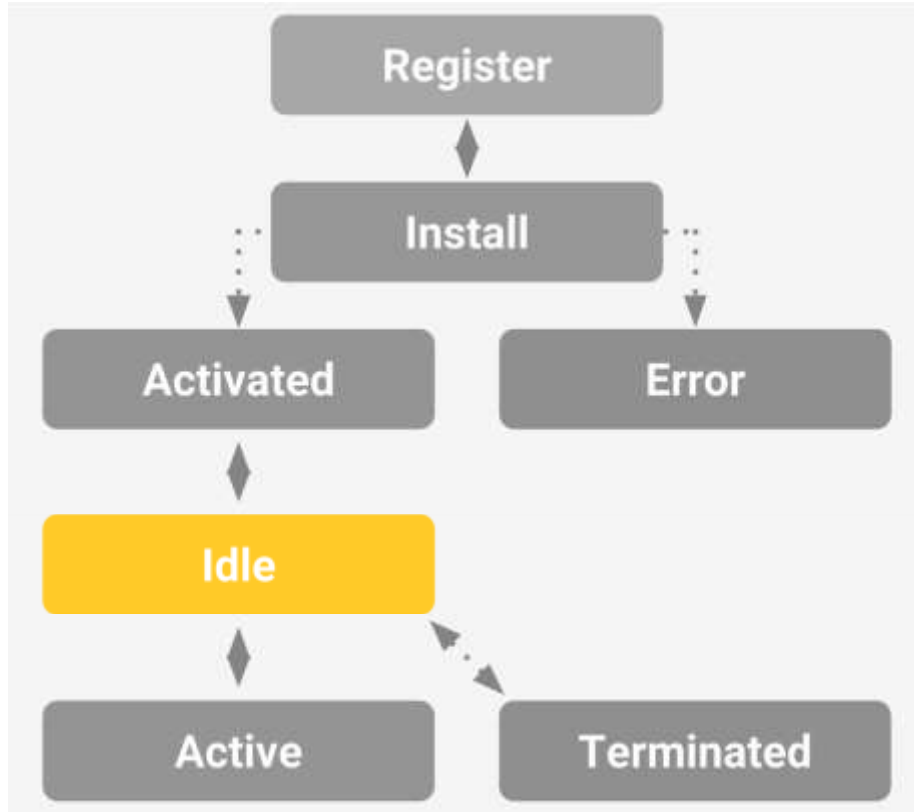 Register
Install
Activated
Error
Idle
Active
Terminated